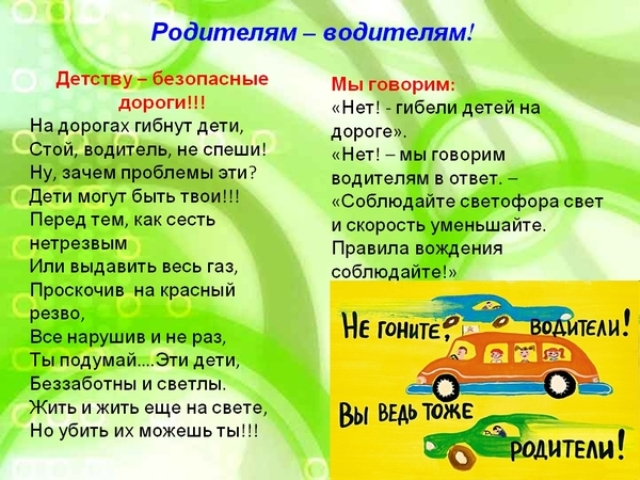 Родителям – водителям!
Детству – безопасные
дороги!!!
На дорогах гибнут дети,
Стой, водитель, не спеши!
Ну, зачем проблемы эти?
Дети могут быть твои!!!
Перед тем, как сесть
нетрезвым
Или выдавить весь газ,
Проскочив на красный
резво,
Все нарушив и не раз,
Ты подумай....Эти дети,
Беззаботны и светлы.
Жить и жить еще на свете,
Но убить их можешь ты!!!
Мы говорим:
«Нет! - гибели детей на
дороге».
«Нет! – мы говорим
водителям в ответ. –
«Соблюдайте светофора свет
и скорость уменьшайте.
Правила вождения
соблюдайте!»
Не гоните, водители!
Вы ведь тоже
родители!